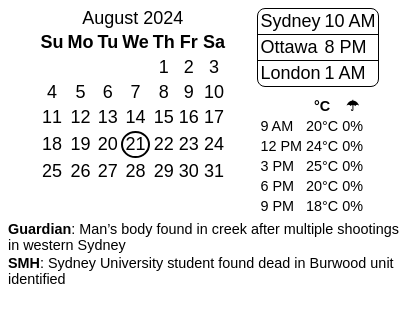 August 2024
Su Mo Tu We Th Fr Sa
1 2 3
4 5 6 7 8 9 10
11 12 13 14 15 16 17
18 19 20 21 22 23 24
25 26 27 28 29 30 31
Sydney 10 AM
Ottawa 8 PM
London 1 AM
°C ☂
9 AM 20°C 0%
12 PM 24°C 0%
3 PM 25°C 0%
6 PM 20°C 0%
9 PM 18°C 0%
Guardian: Man’s body found in creek after multiple shootings
in western Sydney
SMH: Sydney University student found dead in Burwood unit
identified